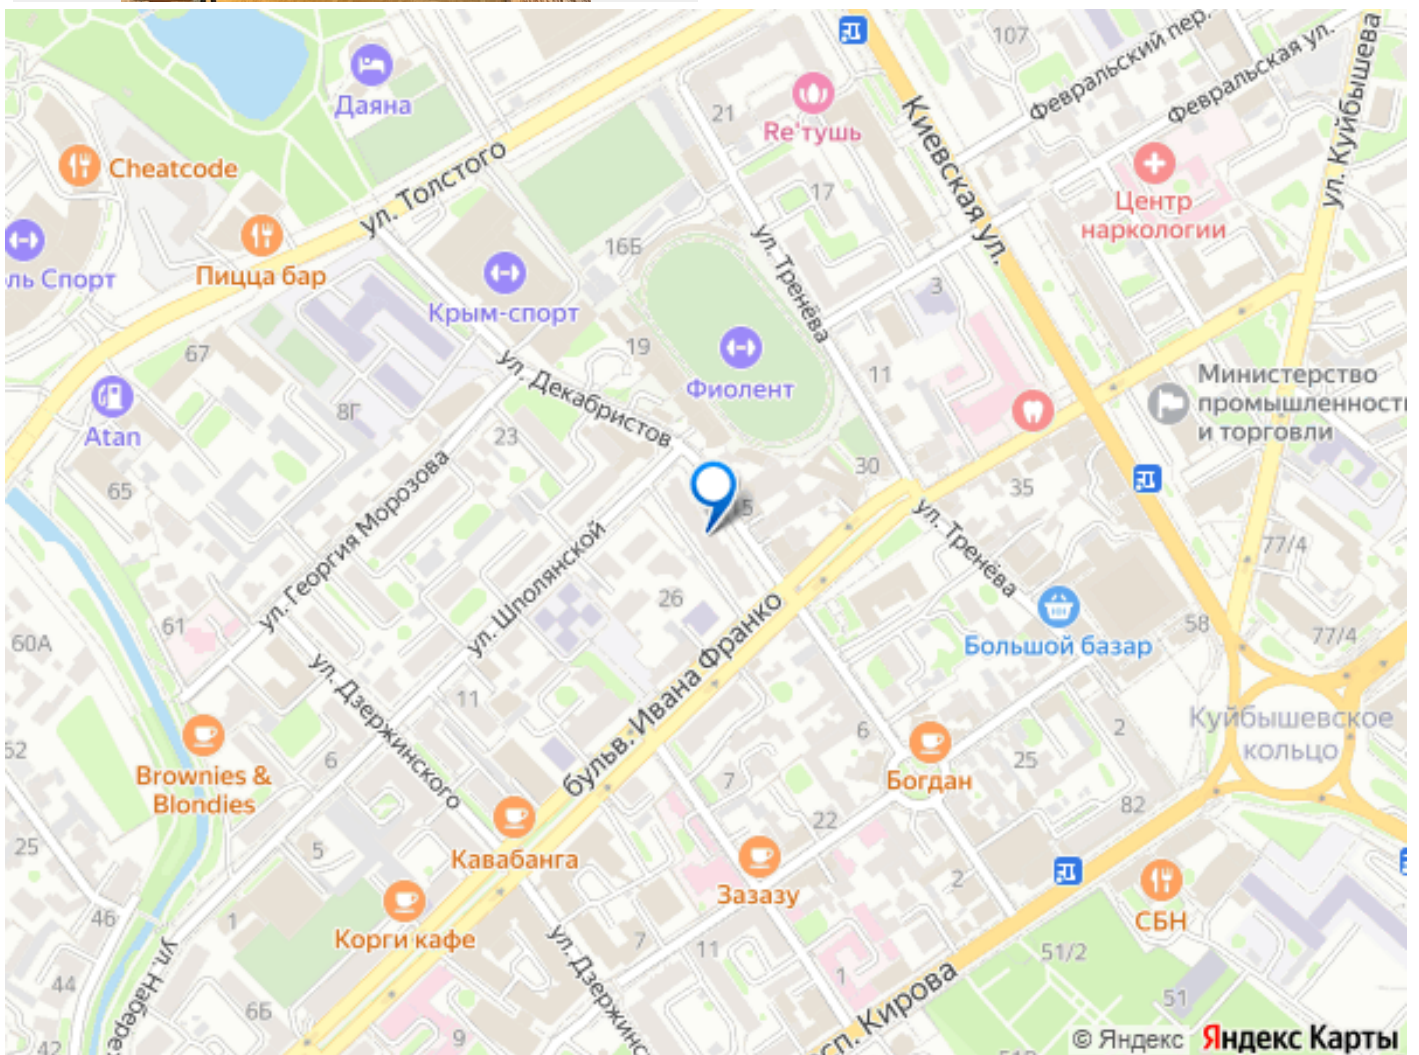 107
Февральский пер.
Февральская ул.
ул. Куйбышева
Даяна
21
Re'тушь
Киевская ул.
Cheatcode
ул. Толстого
17
Центр
наркологии
Пицца бар
16Б
ул. Тренёва
3
ль Спорт
Крым-спорт
19
Фиолент
11
67
ул. Декабристов
Министерство
промышленност
и торговли
8Г
Atan
23
30
35
65
ул. Георгия Морозова
15
ул. Тренёва
77/4
ул. Шполянской
26
Большой базар
58
77/4
60А
61
бульв. Ивана Франко
ул. Дзержинского
11
6
2
Куйбышевское
кольцо
52
Богдан
25
Brownies &
Blondies
6
7
82
22
25
5
Кавабанга
Зазазу
2
СБН
46
1
Корги кафе
7
11
51/2
ул. Набереж
44
ул. Дзержинс
1
сп. Кирова
51
6Б
9
© Яндекс Яндекс Карты